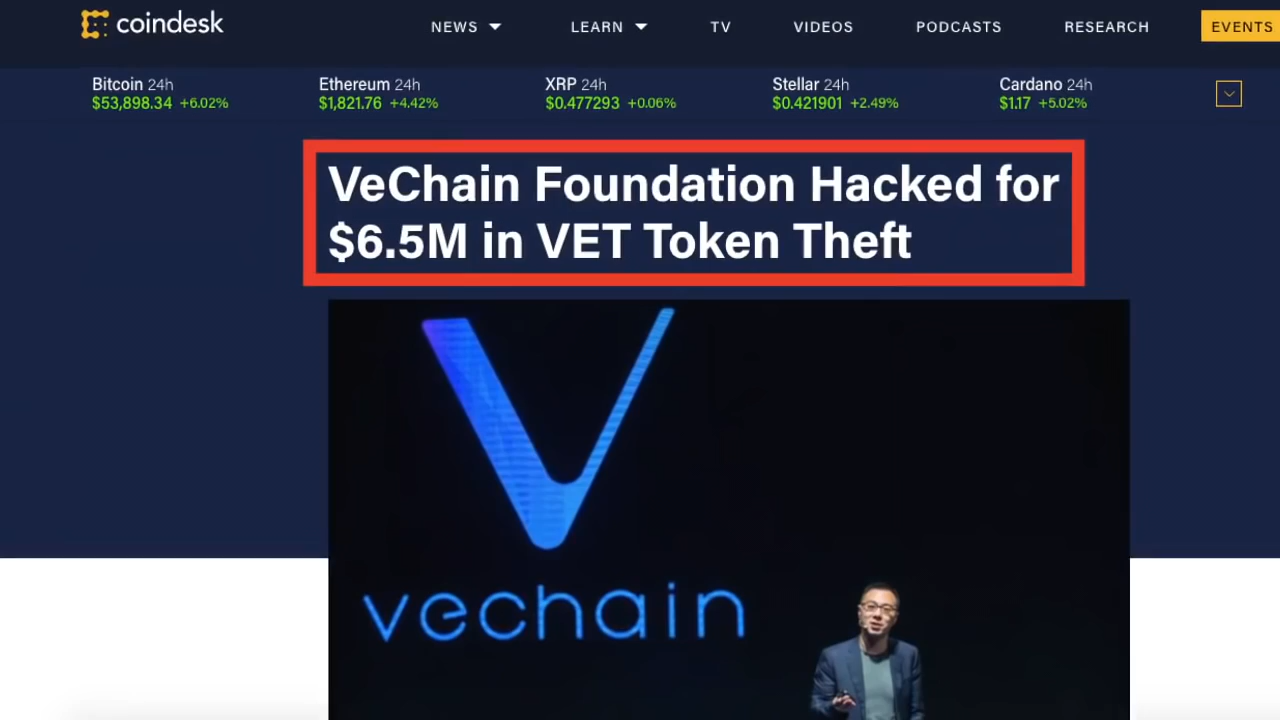 coindesk
NEWS LEARN TV VIDEOS PODCASTS RESEARCH EVENTS
Bitcoin 24h Ethereum 24h XRP 24h Stellar 24h Cardano 24h
$53,898.34 +6.02% $1,821.76 +4.42% $0.477293 +0.06% $0.421901 +2.49% $1.17 +5.02%
VeChain Foundation Hacked for
$6.5M in VET Token Theft
vechain